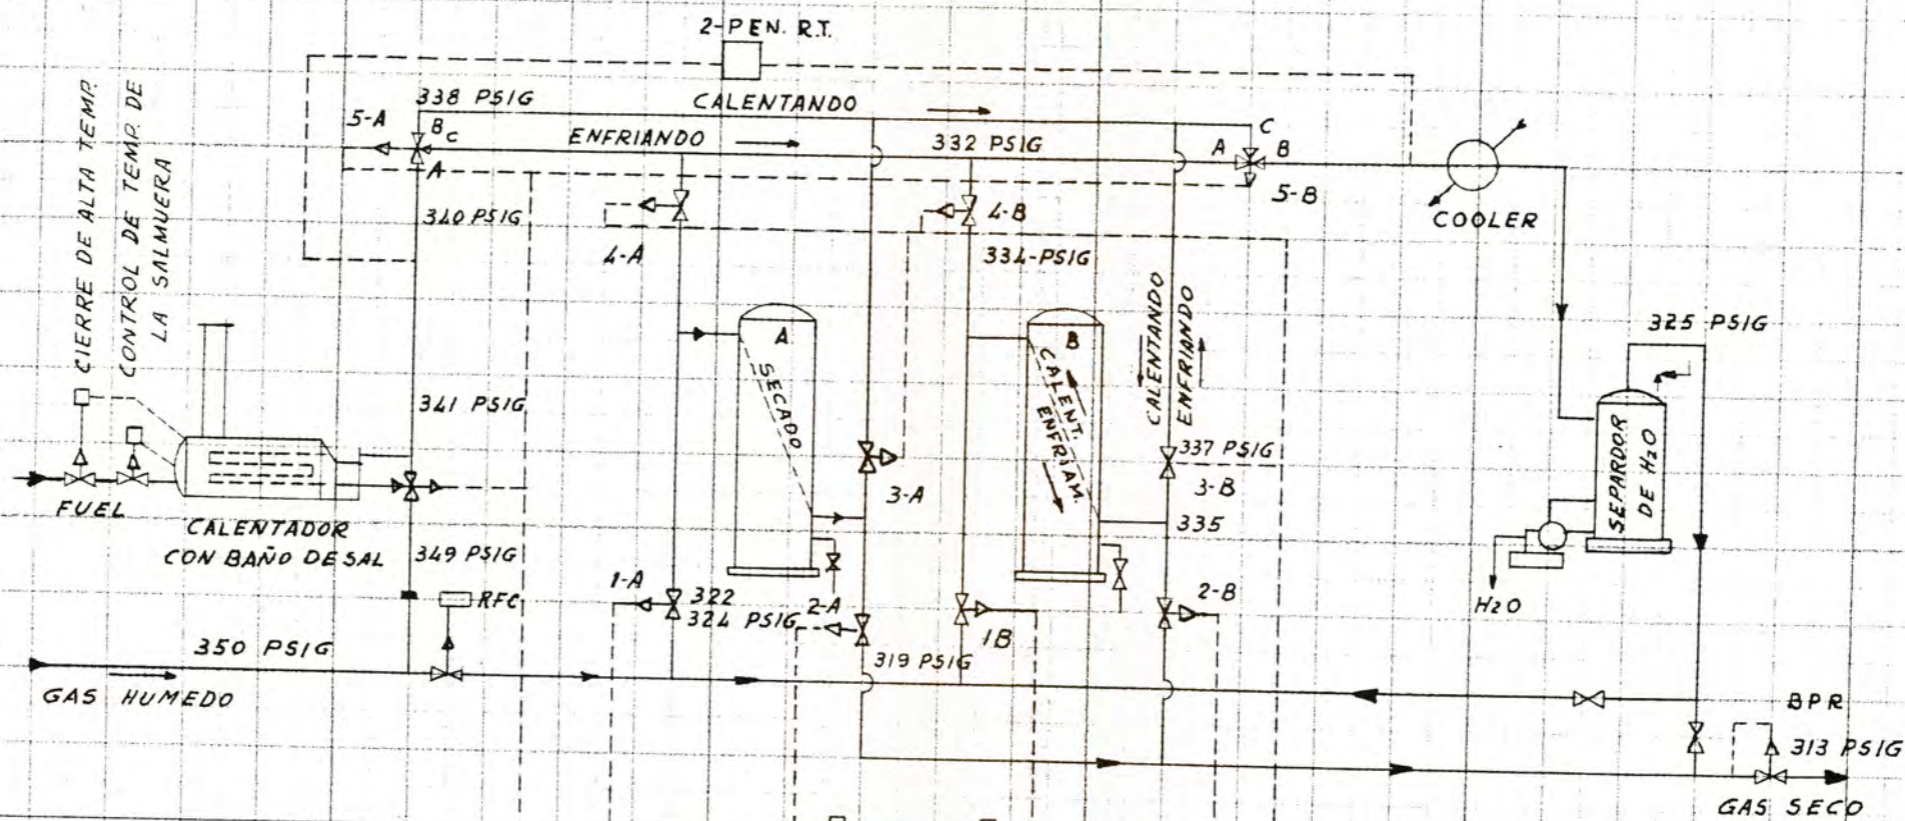 2-PEN. R.T.
CIERRE DE ALTA TEMP.
CONTROL DE TEMP. DE
LA SALMUERA
338 PSIG
CALENTANDO
5-A
B
C
ENFRIANDO
332 PSIG
A
C
B
A
5-B
340 PSIG
4-A
4-B
334-PSIG
COOLER
CALENTANDO
ENFRIANDO
325 PSIG
A
SECADO
B
CALENT.
ENFRIAM.
341 PSIG
337 PSIG
3-A
3-B
335
SEPARDOR
DE H2O
FUEL
CALENTADOR
CON BAÑO DE SAL
349 PSIG
RFC
1-A
322
324 PSIG
2-A
1B
2-B
H2O
350 PSIG
319 PSIG
GAS HUMEDO
BPR
313 PSIG
GAS SECO